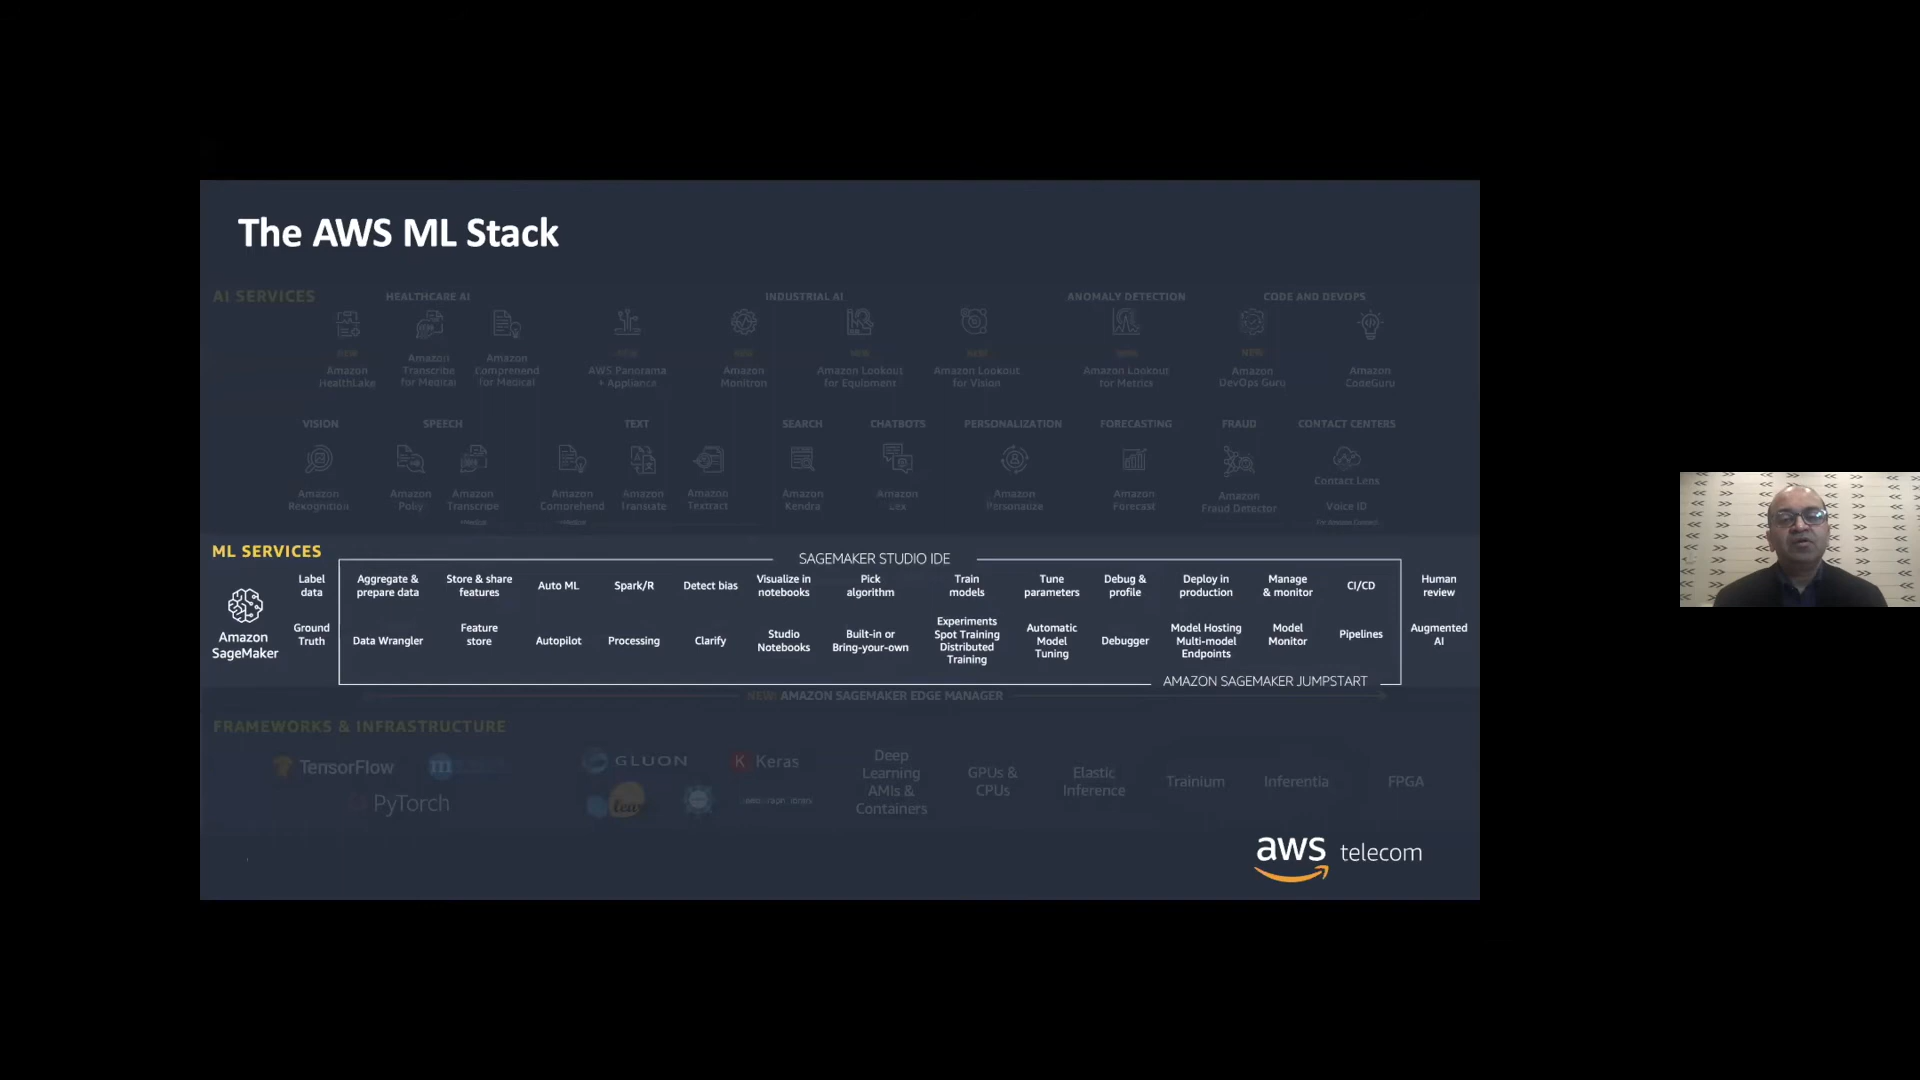 The AWS ML Stack
AI SERVICES
HEALTHCARE AI
INDUSTRIAL AI
ANOMALY DETECTION
CODE AND DEVOPS
NEW
Amazon
HealthLake
Amazon
Transcribe
for Medical
Amazon
Comprehend
for Medical
AWS Panorama
+ Appliance
NEW
Amazon
Monitron
NEW
Amazon Lookout
for Equipment
NEW
Amazon Lookout
for Vision
NEW
Amazon Lookout
for Metrics
NEW
Amazon
DevOps Guru
Amazon
CodeGuru
VISION
SPEECH
TEXT
SEARCH
CHATBOTS
PERSONALIZATION
FORECASTING
FRAUD
CONTACT CENTERS
Amazon
Rekognition
Amazon
Polly
Amazon
Transcribe
Amazon
Comprehend
Amazon
Translate
Amazon
Textract
Amazon
Kendra
Amazon
Lex
Amazon
Personalize
Amazon
Forecast
Amazon
Fraud Detector
Contact Lens
Voice ID
For Amazon Connect
ML SERVICES
SAGEMAKER STUDIO IDE
Amazon
SageMaker
Label
data
Aggregate &
prepare data
Store & share
features
Auto ML
Spark/R
Detect bias
Visualize in
notebooks
Pick
algorithm
Train
models
Tune
parameters
Debug &
profile
Deploy in
production
Manage
& monitor
CI/CD
Human
review
Ground
Truth
Data Wrangler
Feature
store
Autopilot
Processing
Clarify
Studio
Notebooks
Built-in or
Bring-your-own
Experiments
Spot Training
Distributed
Training
Automatic
Model
Tuning
Debugger
Model Hosting
Multi-model
Endpoints
Model
Monitor
Pipelines
Augmented
AI
AMAZON SAGEMAKER JUMPSTART
NEW! AMAZON SAGEMAKER EDGE MANAGER
FRAMEWORKS & INFRASTRUCTURE
TensorFlow
PyTorch
GLUON
K Keras
Deep
Learning
AMIs &
Containers
GPUs &
CPUs
Elastic
Inference
Trainium
Inferentia
FPGA
aws telecom